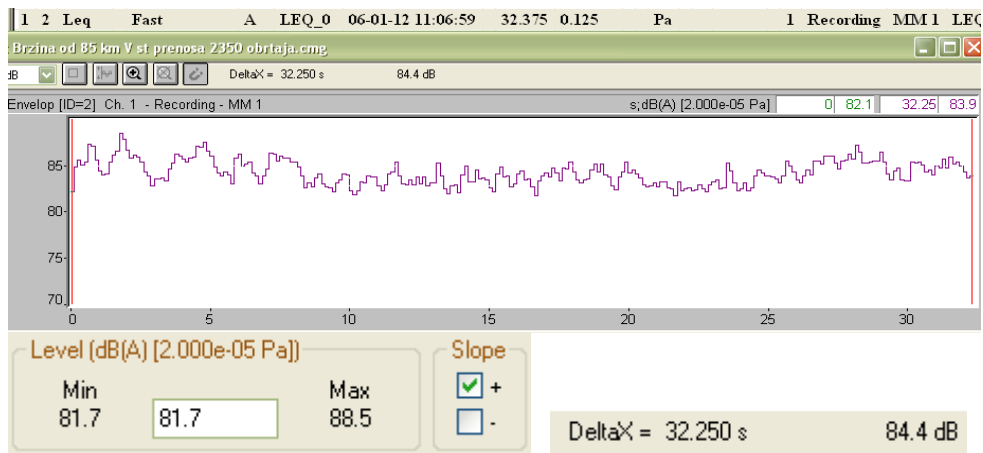 1 2 Leq Fast A LEQ_0 06-01-12 11:06:59 32.375 0.125 Pa 1 Recording MM 1 LEQ
Brzina od 85 km V st prenosa 2350 obrtaja.cmg
dB DeltaX = 32.250 s 84.4 dB
Envelop [ID=2] Ch. 1 - Recording - MM 1 s;dB(A) [2.000e-05 Pa] 0 82.1 32.25 83.9
85
80
75
70
0 5 10 15 20 25 30
Level (dB(A) [2.000e-05 Pa]) Slope
Min Max +
81.7 81.7 88.5 -
DeltaX = 32.250 s 84.4 dB